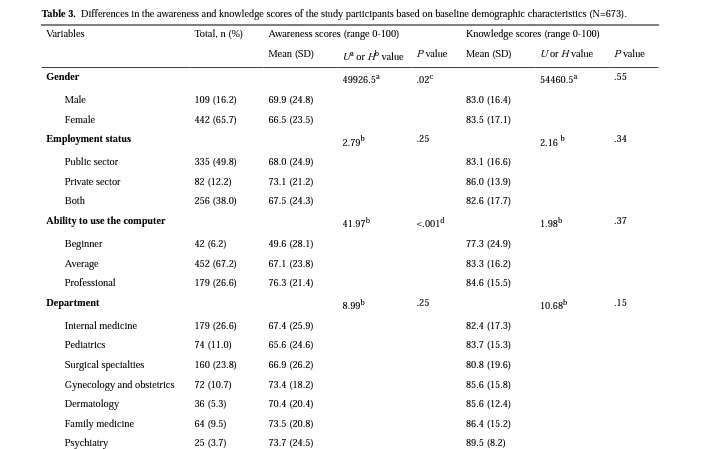 Table 3. Differences in the awareness and knowledge scores of the study participants based on baseline demographic characteristics (N=673).
Variables Total, n (%) Awareness scores (range 0-100) Knowledge scores (range 0-100)
Mean (SD) Uᵃ or Hᵇ value P value Mean (SD) U or H value P value
Gender 49926.5ᵃ .02ᶜ 54460.5ᵃ .55
Male 109 (16.2) 69.9 (24.8) 83.0 (16.4)
Female 442 (65.7) 66.5 (23.5) 83.5 (17.1)
Employment status 2.79ᵇ .25 2.16 ᵇ .34
Public sector 335 (49.8) 68.0 (24.9) 83.1 (16.6)
Private sector 82 (12.2) 73.1 (21.2) 86.0 (13.9)
Both 256 (38.0) 67.5 (24.3) 82.6 (17.7)
Ability to use the computer 41.97ᵇ <.001ᵈ 1.98ᵇ .37
Beginner 42 (6.2) 49.6 (28.1) 77.3 (24.9)
Average 452 (67.2) 67.1 (23.8) 83.3 (16.2)
Professional 179 (26.6) 76.3 (21.4) 84.6 (15.5)
Department 8.99ᵇ .25 10.68ᵇ .15
Internal medicine 179 (26.6) 67.4 (25.9) 82.4 (17.3)
Pediatrics 74 (11.0) 65.6 (24.6) 83.7 (15.3)
Surgical specialties 160 (23.8) 66.9 (26.2) 80.8 (19.6)
Gynecology and obstetrics 72 (10.7) 73.4 (18.2) 85.6 (15.8)
Dermatology 36 (5.3) 70.4 (20.4) 85.6 (12.4)
Family medicine 64 (9.5) 73.5 (20.8) 86.4 (15.2)
Psychiatry 25 (3.7) 73.7 (24.5) 89.5 (8.2)